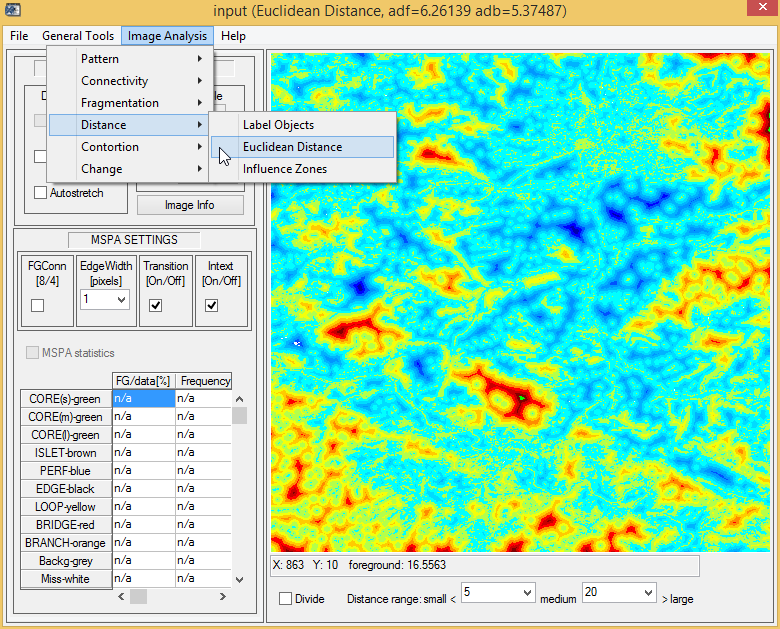 input (Euclidean Distance, adf=6.26139 adb=5.37487)
File General Tools Image Analysis Help
Pattern
Connectivity
Fragmentation
Distance
Contortion
Change
Label Objects
Euclidean Distance
Influence Zones
Autostretch
Image Info
MSPA SETTINGS
FGConn
[8/4]
EdgeWidth
[pixels]
1
Transition
[On/Off]
Intext
[On/Off]
MSPA statistics
FG/data[%] Frequency
CORE(s)-green n/a n/a
CORE(m)-green n/a n/a
CORE(l)-green n/a n/a
ISLET-brown n/a n/a
PERF-blue n/a n/a
EDGE-black n/a n/a
LOOP-yellow n/a n/a
BRIDGE-red n/a n/a
BRANCH-orange n/a n/a
Backg-grey n/a n/a
Miss-white n/a n/a
X: 863 Y: 10 foreground: 16.5563
Divide Distance range: small < 5 medium 20 > large